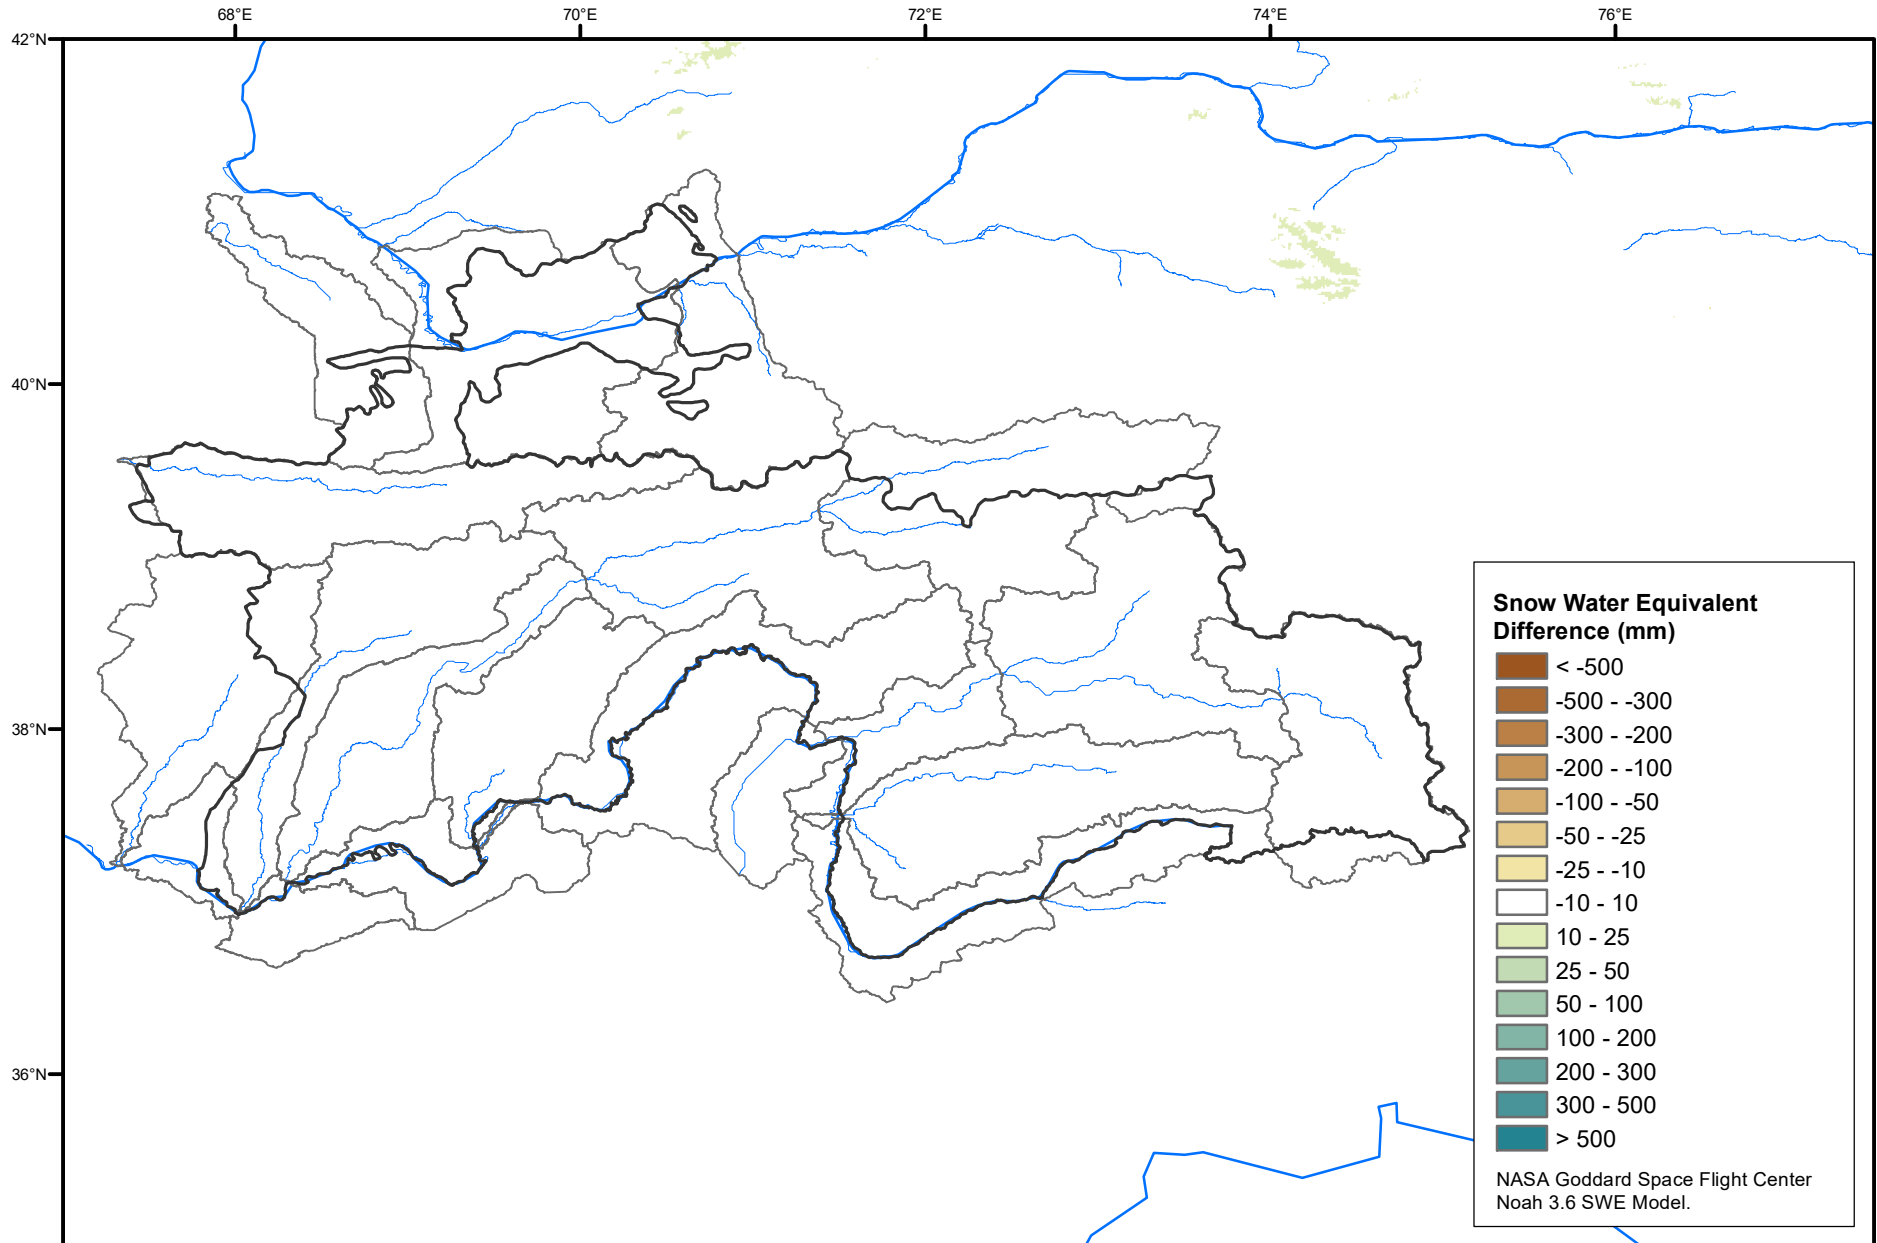 68°E
70°E
72°E
74°E
76°E
42°N
40°N
38°N
36°N
Snow Water Equivalent
Difference (mm)
< -500
-500 - -300
-300 - -200
-200 - -100
-100 - -50
-50 - -25
-25 - -10
-10 - 10
10 - 25
25 - 50
50 - 100
100 - 200
200 - 300
300 - 500
> 500
NASA Goddard Space Flight Center
Noah 3.6 SWE Model.